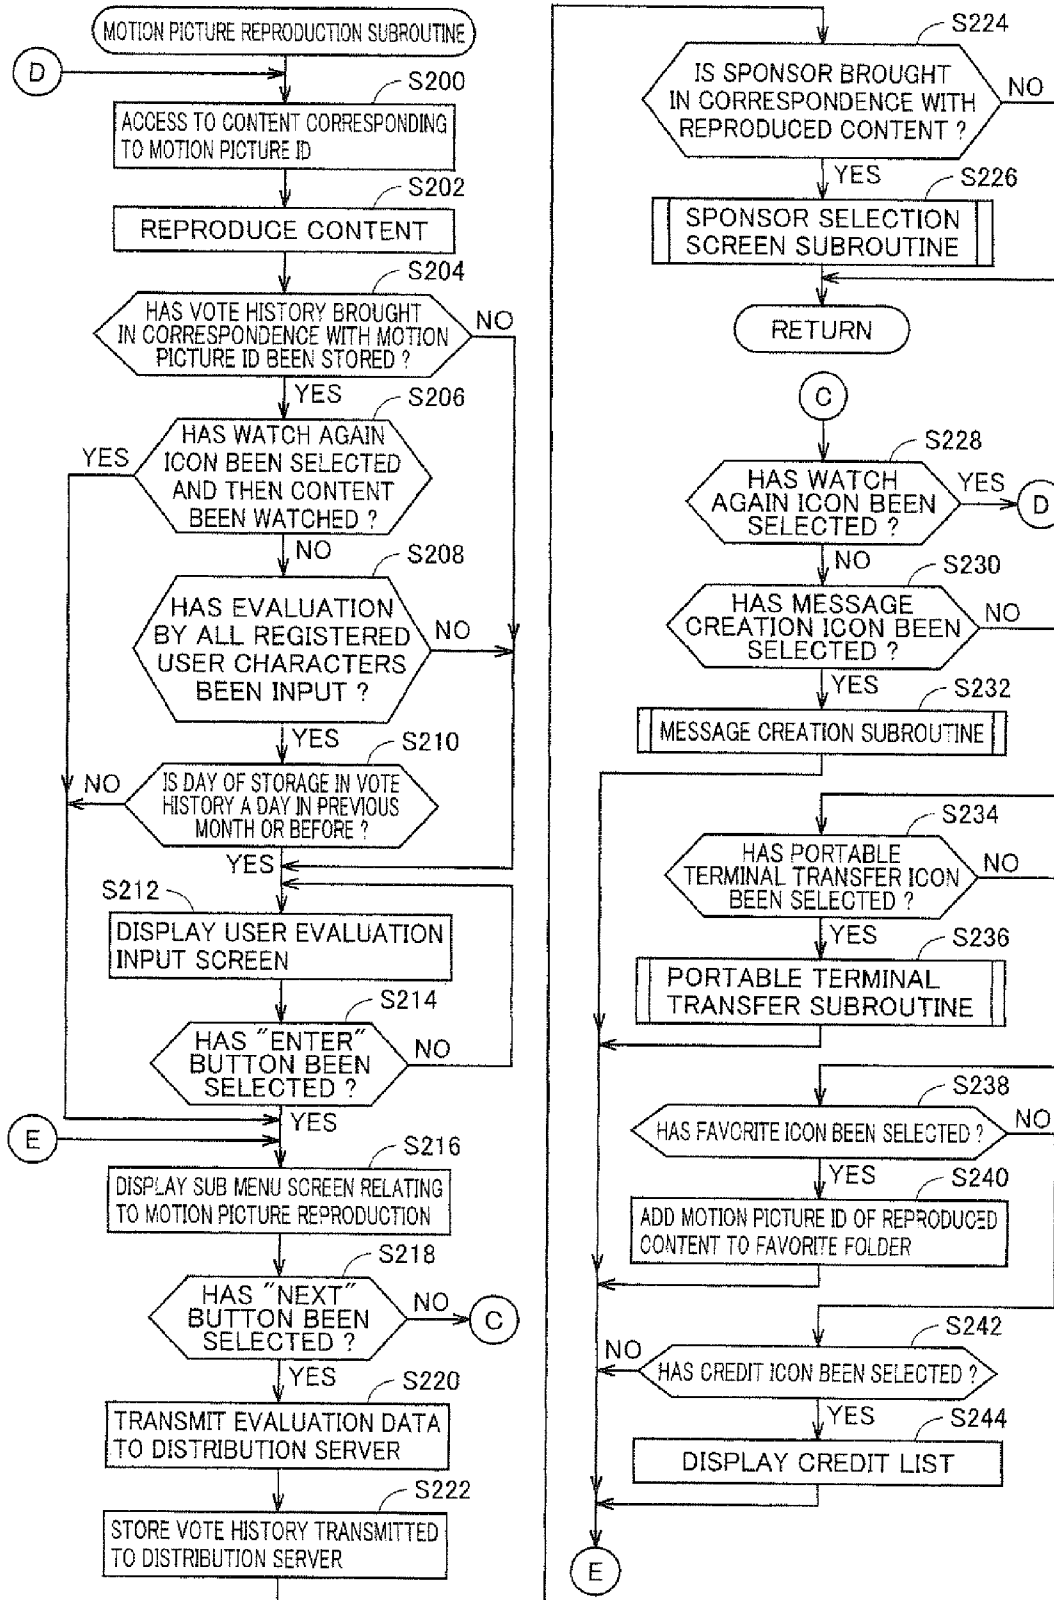 MOTION PICTURE REPRODUCTION SUBROUTINE
D
S200
ACCESS TO CONTENT CORRESPONDING
TO MOTION PICTURE ID
S202
REPRODUCE CONTENT
S204
HAS VOTE HISTORY BROUGHT
IN CORRESPONDENCE WITH MOTION
PICTURE ID BEEN STORED ?
NO
YES
S206
HAS WATCH AGAIN
ICON BEEN SELECTED
AND THEN CONTENT
BEEN WATCHED ?
YES
NO
S208
HAS EVALUATION
BY ALL REGISTERED
USER CHARACTERS
BEEN INPUT ?
NO
YES
S210
IS DAY OF STORAGE IN VOTE
HISTORY A DAY IN PREVIOUS
MONTH OR BEFORE ?
NO
YES
S212
DISPLAY USER EVALUATION
INPUT SCREEN
S214
HAS "ENTER"
BUTTON BEEN
SELECTED ?
NO
YES
E
S216
DISPLAY SUB MENU SCREEN RELATING
TO MOTION PICTURE REPRODUCTION
S218
HAS "NEXT"
BUTTON BEEN
SELECTED ?
NO
C
YES
S220
TRANSMIT EVALUATION DATA
TO DISTRIBUTION SERVER
S222
STORE VOTE HISTORY TRANSMITTED
TO DISTRIBUTION SERVER
S224
IS SPONSOR BROUGHT
IN CORRESPONDENCE WITH
REPRODUCED CONTENT ?
NO
YES
S226
SPONSOR SELECTION
SCREEN SUBROUTINE
RETURN
C
S228
HAS WATCH
AGAIN ICON BEEN
SELECTED ?
YES
D
NO
S230
HAS MESSAGE
CREATION ICON BEEN
SELECTED ?
NO
YES
S232
MESSAGE CREATION SUBROUTINE
S234
HAS PORTABLE
TERMINAL TRANSFER ICON
BEEN SELECTED ?
NO
YES
S236
PORTABLE TERMINAL
TRANSFER SUBROUTINE
S238
HAS FAVORITE ICON BEEN SELECTED ?
NO
YES
S240
ADD MOTION PICTURE ID OF REPRODUCED
CONTENT TO FAVORITE FOLDER
S242
HAS CREDIT ICON BEEN SELECTED ?
NO
YES
S244
DISPLAY CREDIT LIST
E